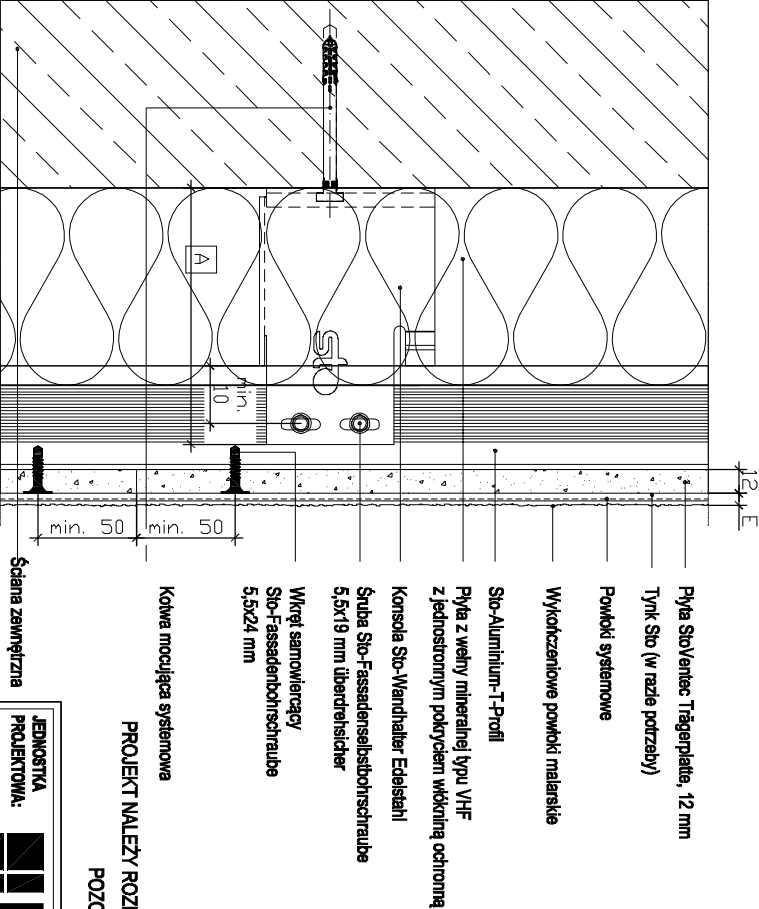 12
E
Płyta StoVentec Trägerplatte, 12 mm
Tynk Sto (w razie potrzeby)
Powłoki systemowe
Wykończeniowe powłoki malarskie
Sto-Aluminium-T-Profil
Płyta z wełny mineralnej typu VHF
z jednostronnym pokryciem włókniną ochronną
Konsola Sto-Wandhalter Edelstahl
Śruba Sto-Fassadenselbstbohrschraube
5,5x19 mm überdrehsicher
Wkręt samowiercący
Sto-Fassadenbohrschraube
5,5x24 mm
Kotwa mocująca systemowa
Ściana zewnętrzna
A
sto
min.
10
min. 50
min. 50
PROJEKT NALEŻY ROZ
POZO
JEDNOSTKA
PROJEKTOWA: